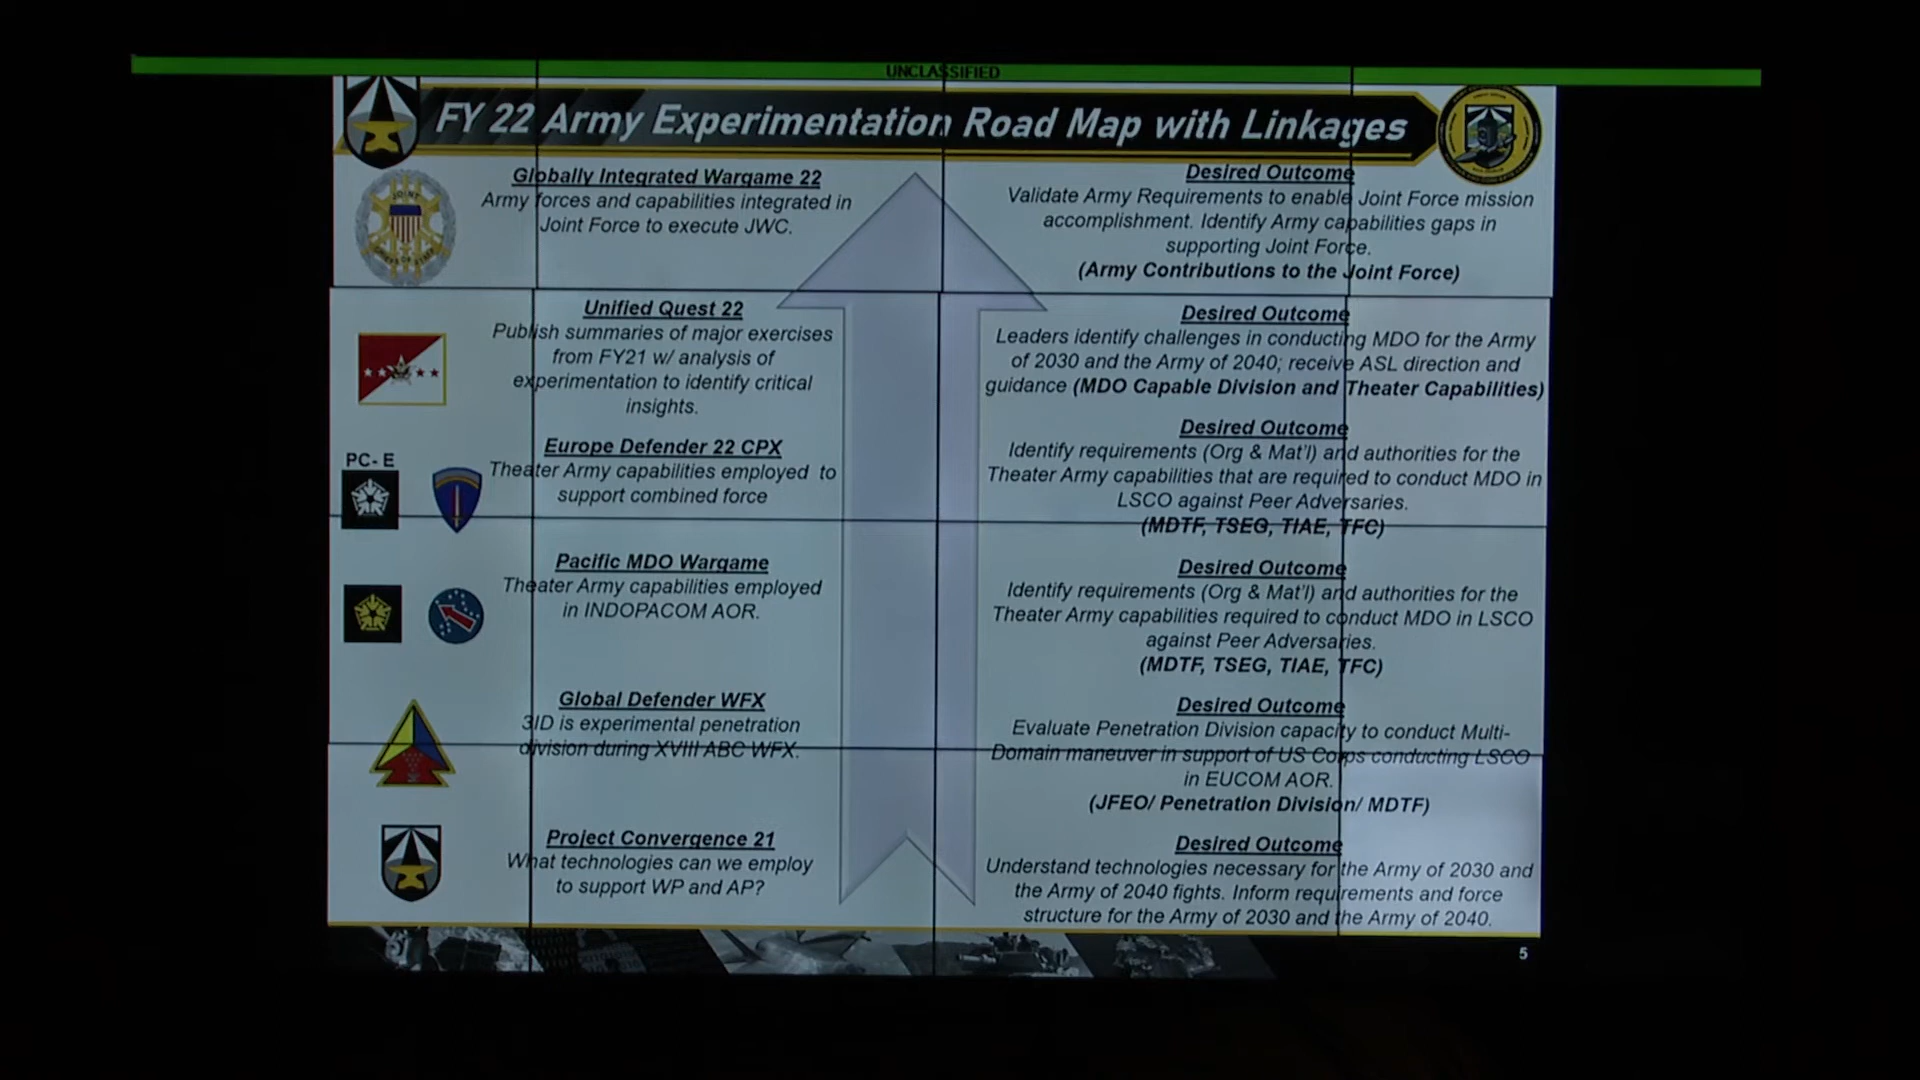 UNCLASSIFIED
FY 22 Army Experimentation Road Map with Linkages
Globally Integrated Wargame 22
Army forces and capabilities integrated in
Joint Force to execute JWC.
Desired Outcome
Validate Army Requirements to enable Joint Force mission
accomplishment. Identify Army capabilities gaps in
supporting Joint Force.
(Army Contributions to the Joint Force)
JOINT
CHIEFS OF STAFF
Unified Quest 22
Publish summaries of major exercises
from FY21 w/ analysis of
experimentation to identify critical
insights.
Desired Outcome
Leaders identify challenges in conducting MDO for the Army
of 2030 and the Army of 2040; receive ASL direction and
guidance (MDO Capable Division and Theater Capabilities)
PC- E
Europe Defender 22 CPX
Theater Army capabilities employed to
support combined force
Desired Outcome
Identify requirements (Org & Mat'l) and authorities for the
Theater Army capabilities that are required to conduct MDO in
LSCO against Peer Adversaries.
(MDTF, TSEG, TIAE, TFC)
Pacific MDO Wargame
Theater Army capabilities employed
in INDOPACOM AOR.
Desired Outcome
Identify requirements (Org & Mat'l) and authorities for the
Theater Army capabilities required to conduct MDO in LSCO
against Peer Adversaries.
(MDTF, TSEG, TIAE, TFC)
Global Defender WFX
3ID is experimental penetration
division during XVIII ABC WFX.
Desired Outcome
Evaluate Penetration Division capacity to conduct Multi-
Domain maneuver in support of US Corps conducting LSCO
in EUCOM AOR.
(JFEO/ Penetration Division/ MDTF)
Project Convergence 21
What technologies can we employ
to support WP and AP?
Desired Outcome
Understand technologies necessary for the Army of 2030 and
the Army of 2040 fights. Inform requirements and force
structure for the Army of 2030 and the Army of 2040.
5